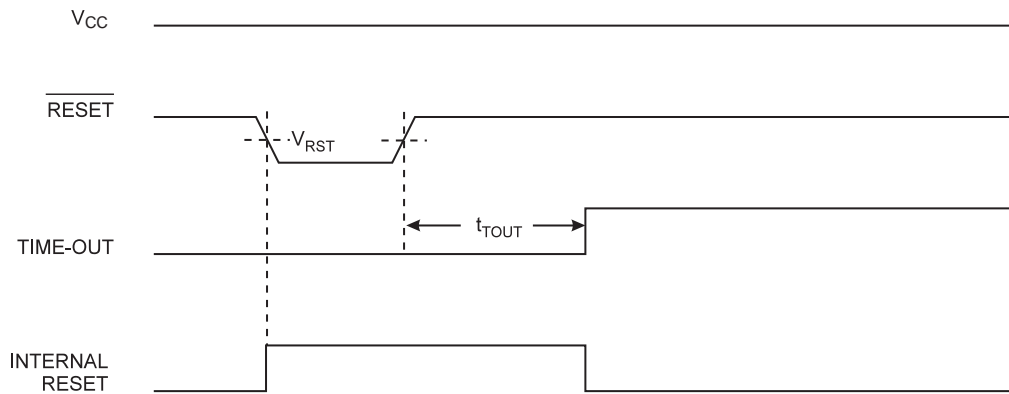 VCC
RESET
VRST
tTOUT
TIME-OUT
INTERNAL
RESET